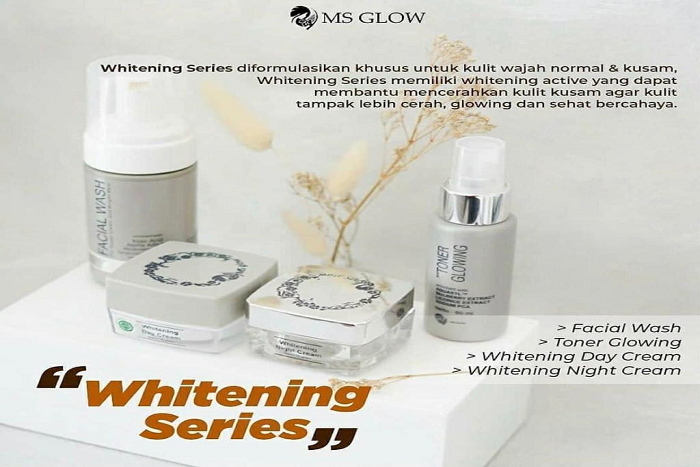 MS GLOW
Whitening Series diformulasikan khusus untuk kulit wajah normal & kusam,
Whitening Series memiliki whitening active yang dapat
membantu mencerahkan kulit kusam agar kulit
tampak lebih cerah, glowing dan sehat bercahaya.
FACIAL WASH
TONER
GLOWING
Whitening
Day Cream
Whitening
Night Cream
> Facial Wash
> Toner Glowing
> Whitening Day Cream
> Whitening Night Cream
“Whitening
Series„